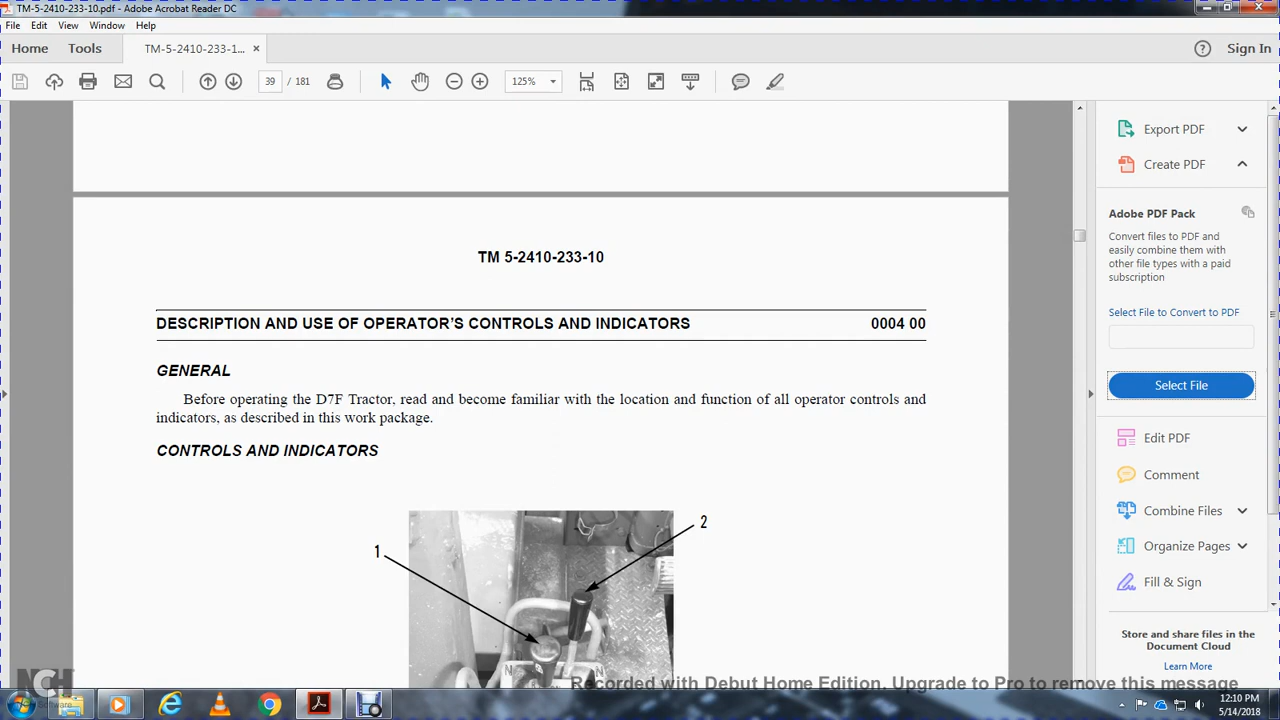 TM-5-2410-233-10.pdf - Adobe Acrobat Reader DC
File Edit View Window Help
Home Tools TM-5-2410-233-1... × Sign In
39 / 181 125%
Export PDF
Create PDF
Adobe PDF Pack
Convert files to PDF and
easily combine them with
other file types with a paid
subscription
Select File to Convert to PDF
Select File
Edit PDF
Comment
Combine Files
Organize Pages
Fill & Sign
Store and share files in the
Document Cloud
Learn More
TM 5-2410-233-10
DESCRIPTION AND USE OF OPERATOR'S CONTROLS AND INDICATORS 0004 00
GENERAL
Before operating the D7F Tractor, read and become familiar with the location and function of all operator controls and
indicators, as described in this work package.
CONTROLS AND INDICATORS
2
1
N
NCH
Software
Recorded with Debut Home Edition. Upgrade to Pro to remove this message
12:10 PM
5/14/2018